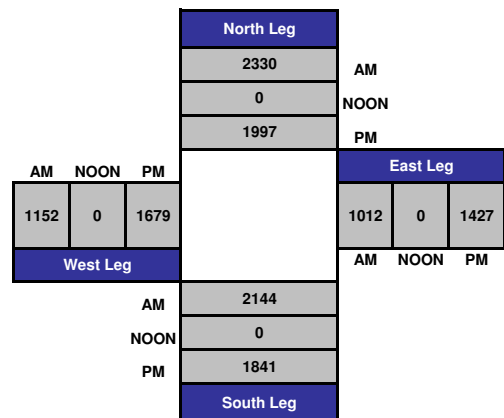 North Leg
2330 AM
0 NOON
1997 PM
AM NOON PM
East Leg
1152 0 1679
1012 0 1427
West Leg
AM NOON PM
AM 2144
NOON 0
PM 1841
South Leg